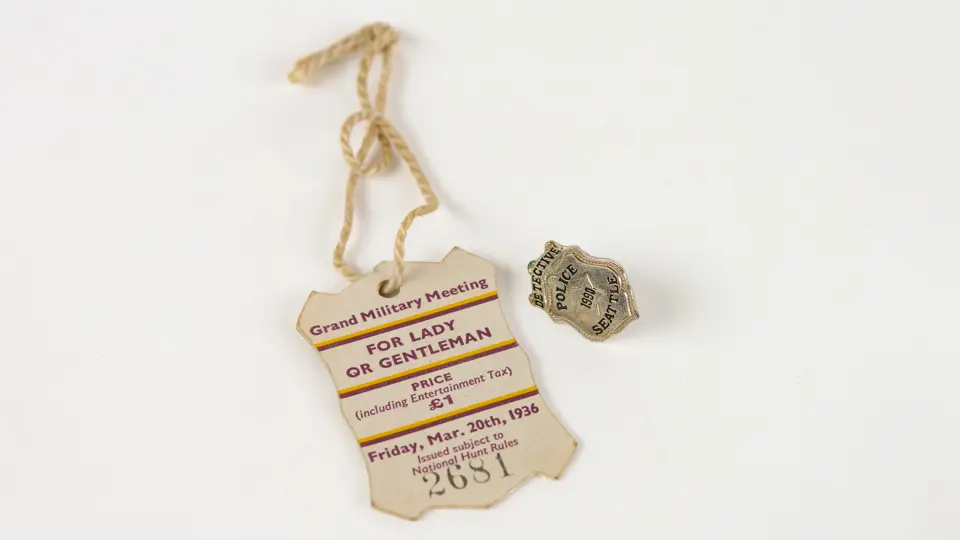 Grand Military Meeting
FOR LADY
OR GENTLEMAN
PRICE
(including Entertainment Tax)
£1
Friday, Mar. 20th, 1936
Issued subject to
National Hunt Rules
2681
DETECTIVE
POLICE
1990
SEATTLE